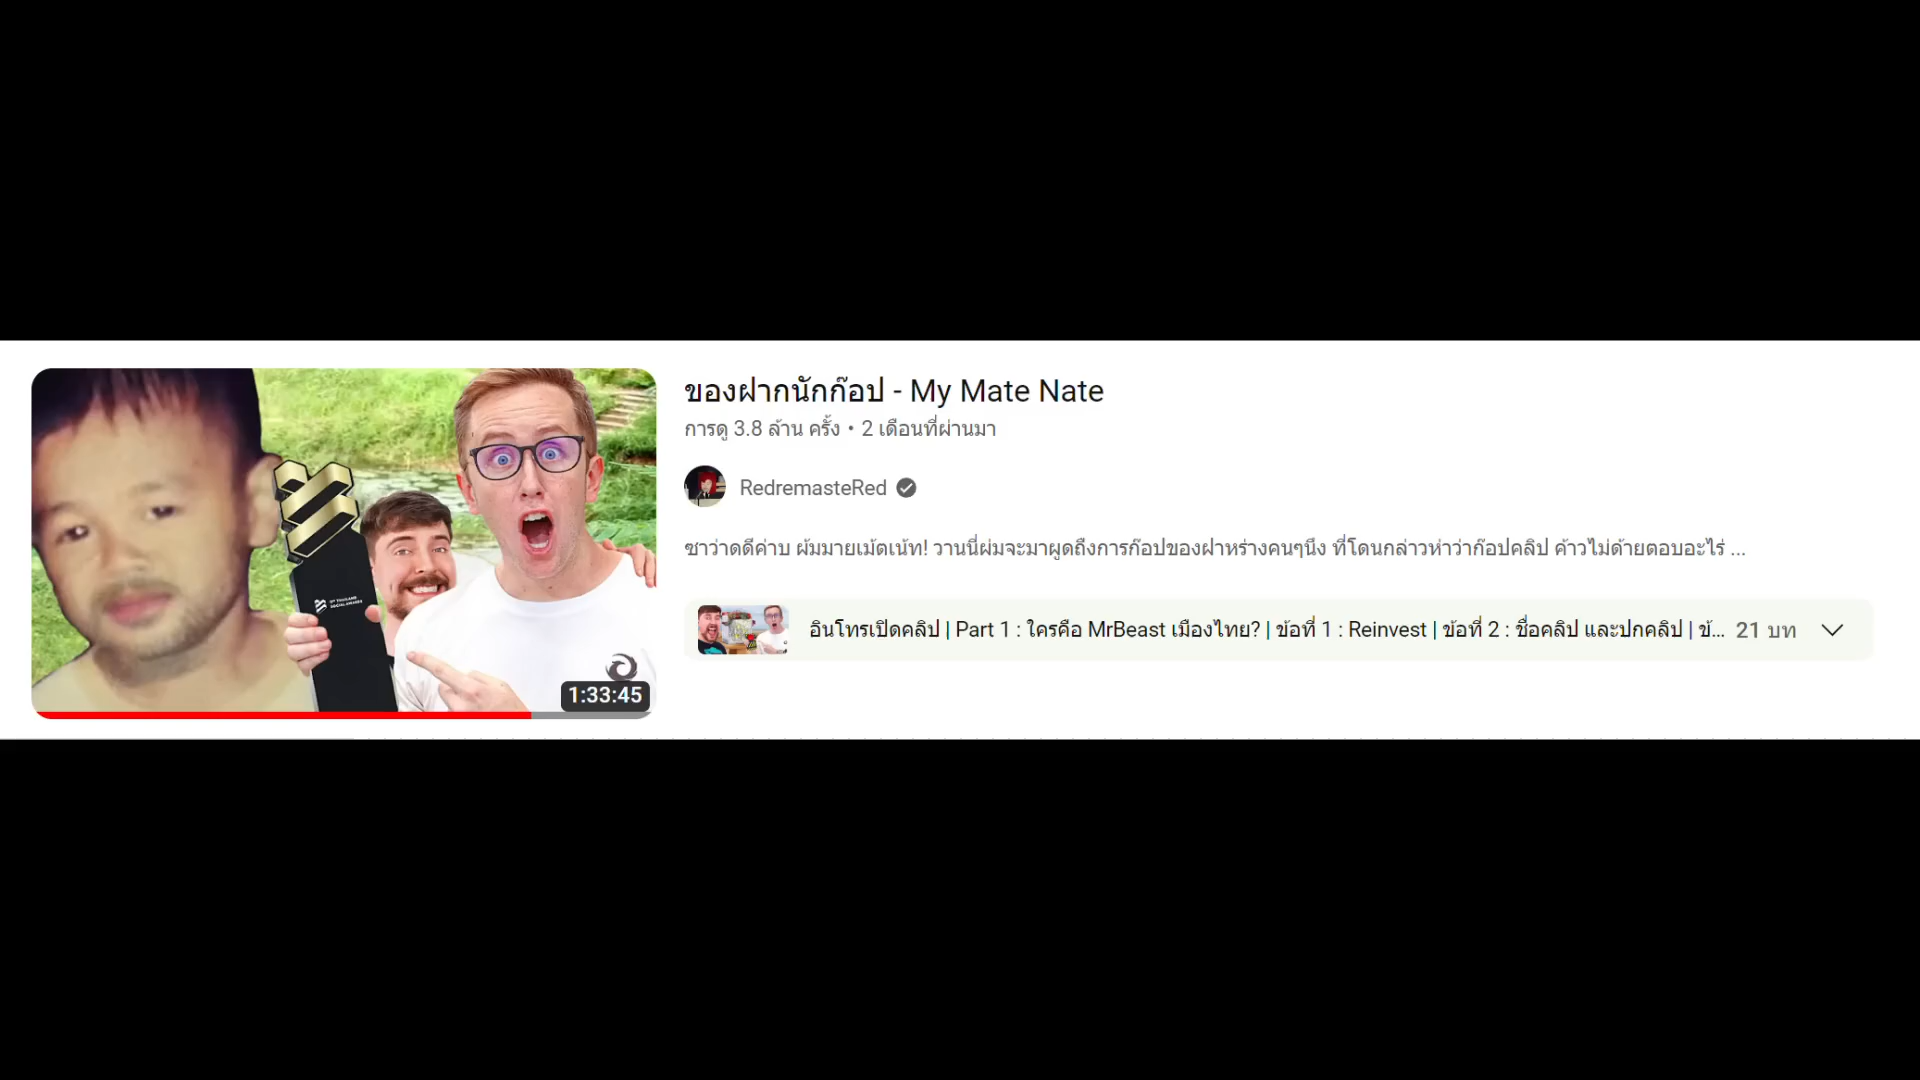 ของฝากนักก๊อป - My Mate Nate
การดู 3.8 ล้าน ครั้ง • 2 เดือนที่ผ่านมา
RedremasteRed
ซาว่าดดีค่าบ ผ้มมายเม้ตเน้ท! วานนี่ผ่มจะมาผูดถึงการก๊อปของฝาหร่างคนๆนึง ที่โดนกล่าวห่าว่าก๊อปคลิป ค้าวไม่ด้ายตอบอะไร่ ...
อินโทรเปิดคลิป | Part 1 : ใครคือ MrBeast เมืองไทย? | ข้อที่ 1 : Reinvest | ข้อที่ 2 : ชื่อคลิป และปกคลิป | ข้... 21 บท
1:33:45